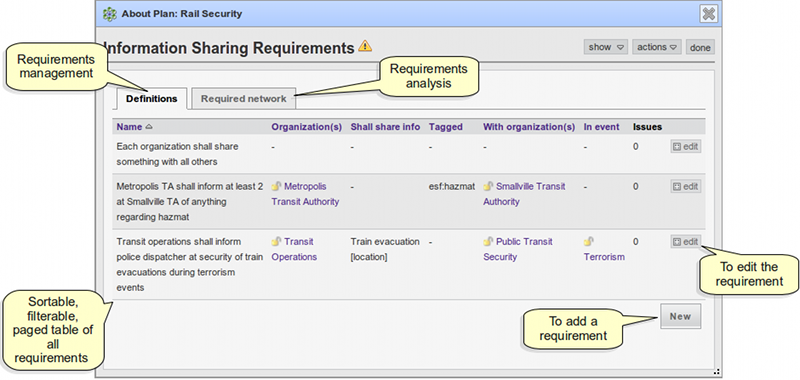 About Plan: Rail Security
Information Sharing Requirements
show
actions
done
Requirements
management
Requirements
analysis
Definitions
Required network
Name
Organization(s)
Shall share info
Tagged
With organization(s)
In event
Issues
Each organization shall share
something with all others
-
-
-
-
-
0
edit
Metropolis TA shall inform at least 2
at Smallville TA of anything
regarding hazmat
Metropolis
Transit Authority
-
esf:hazmat
Smallville Transit
Authority
-
0
edit
Transit operations shall inform
police dispatcher at security of train
evacuations during terrorism
events
Transit
Operations
Train evacuation
[location]
-
Public Transit
Security
Terrorism
0
edit
To edit the
requirement
Sortable,
filterable,
paged table of
all
requirements
To add a
requirement
New